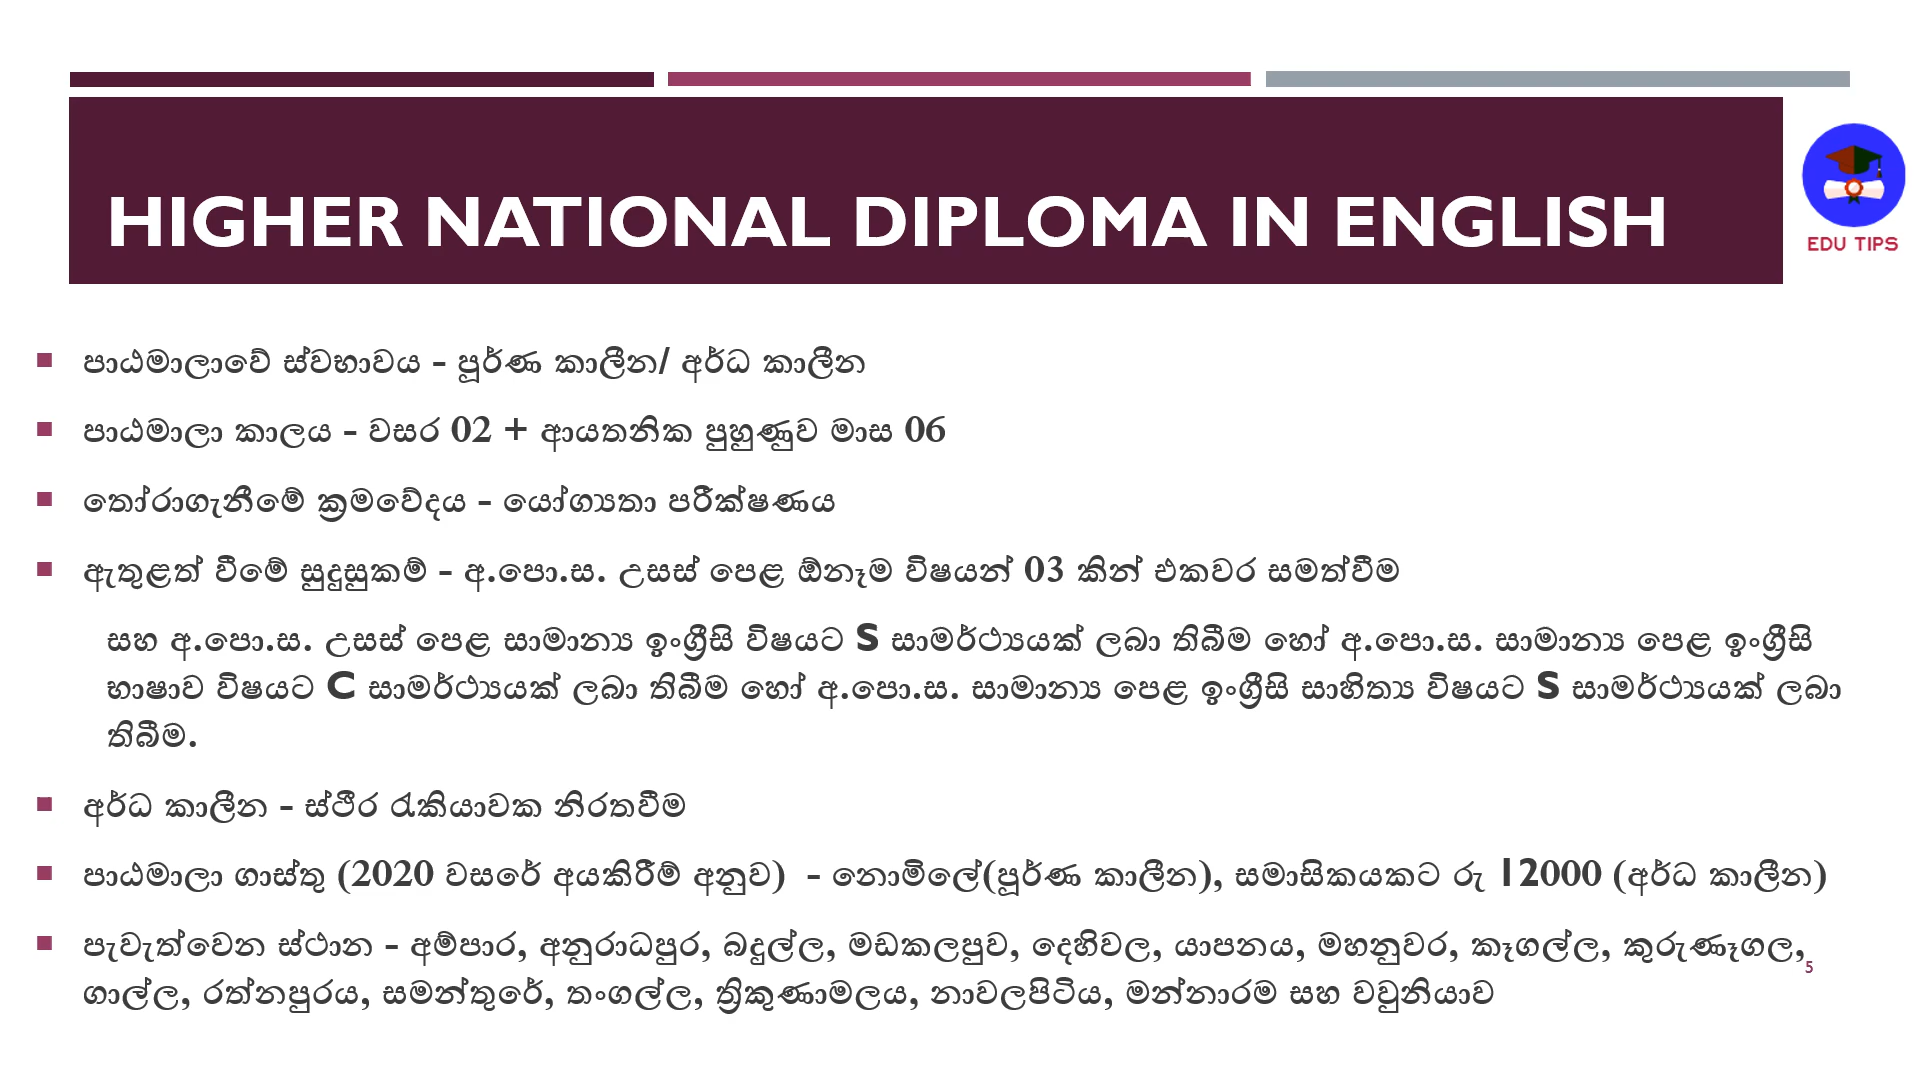 HIGHER NATIONAL DIPLOMA IN ENGLISH
EDU TIPS
පාඨමාලාවේ ස්වභාවය - පූර්ණ කාලීන/ අර්ධ කාලීන
පාඨමාලා කාලය - වසර 02 + ආයතනික පුහුණුව මාස 06
තෝරාගැනීමේ ක්‍රමවේදය - යෝග්‍යතා පරීක්ෂණය
ඇතුළත් වීමේ සුදුසුකම් - අ.පො.ස. උසස් පෙළ ඕනෑම විෂයන් 03 කින් එකවර සමත්වීම
සහ අ.පො.ස. උසස් පෙළ සාමාන්‍ය ඉංග්‍රීසි විෂයට S සාමර්ථ්‍යයක් ලබා තිබීම හෝ අ.පො.ස. සාමාන්‍ය පෙළ ඉංග්‍රීසි
භාෂාව විෂයට C සාමර්ථ්‍යයක් ලබා තිබීම හෝ අ.පො.ස. සාමාන්‍ය පෙළ ඉංග්‍රීසි සාහිත්‍ය විෂයට S සාමර්ථ්‍යයක් ලබා
තිබීම.
අර්ධ කාලීන - ස්ථීර රැකියාවක නිරතවීම
පාඨමාලා ගාස්තු (2020 වසරේ අයකිරීම් අනුව) - නොමිලේ(පූර්ණ කාලීන), සමාසිකයකට රු 12000 (අර්ධ කාලීන)
පැවැත්වෙන ස්ථාන - අම්පාර, අනුරාධපුර, බදුල්ල, මඩකලපුව, දෙහිවල, යාපනය, මහනුවර, කෑගල්ල, කුරුණෑගල,
ගාල්ල, රත්නපුරය, සමන්තුරේ, තංගල්ල, ත්‍රිකුණාමලය, නාවලපිටිය, මන්නාරම සහ වවුනියාව
5